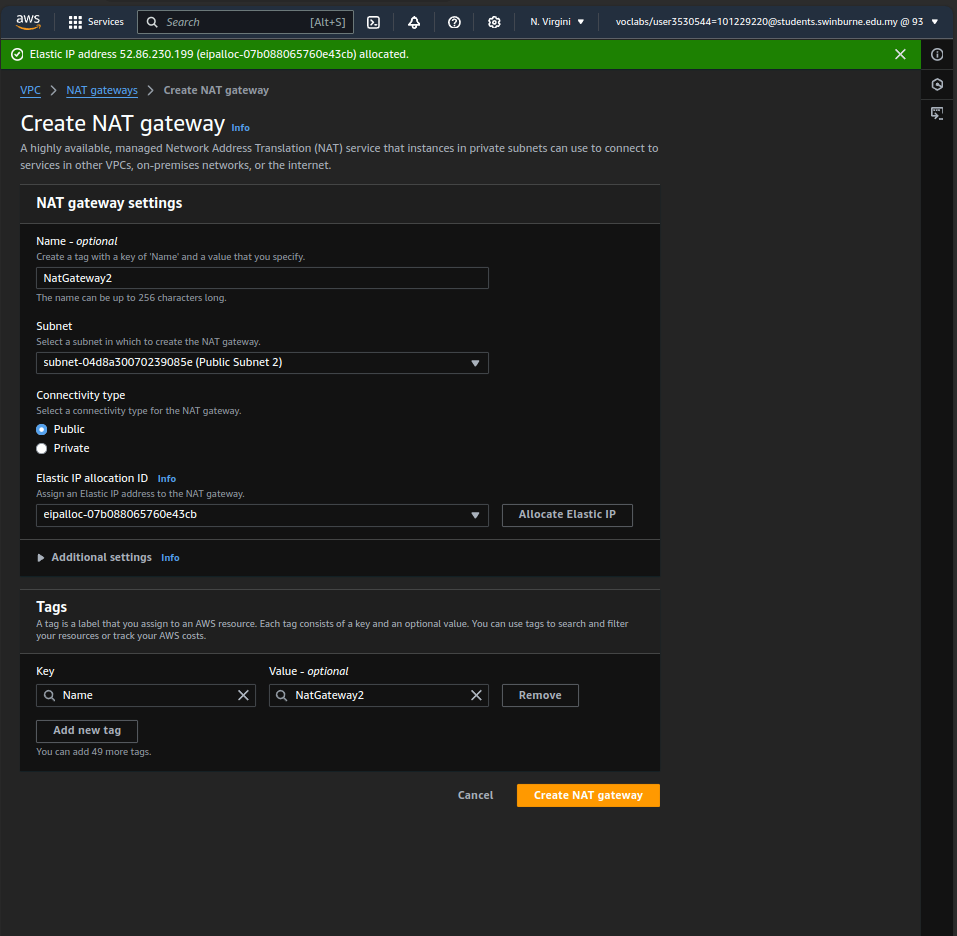 aws Services Search [Alt+S] N. Virgini voclabs/user3530544=101229220@students.swinburne.edu.my @ 93
Elastic IP address 52.86.230.199 (eipalloc-07b088065760e43cb) allocated.
VPC > NAT gateways > Create NAT gateway
Create NAT gateway Info
A highly available, managed Network Address Translation (NAT) service that instances in private subnets can use to connect to
services in other VPCs, on-premises networks, or the internet.
NAT gateway settings
Name - optional
Create a tag with a key of 'Name' and a value that you specify.
NatGateway2
The name can be up to 256 characters long.
Subnet
Select a subnet in which to create the NAT gateway.
subnet-04d8a30070239085e (Public Subnet 2)
Connectivity type
Select a connectivity type for the NAT gateway.
Public
Private
Elastic IP allocation ID Info
Assign an Elastic IP address to the NAT gateway.
eipalloc-07b088065760e43cb Allocate Elastic IP
Additional settings Info
Tags
A tag is a label that you assign to an AWS resource. Each tag consists of a key and an optional value. You can use tags to search and filter
your resources or track your AWS costs.
Key Value - optional
Name NatGateway2 Remove
Add new tag
You can add 49 more tags.
Cancel Create NAT gateway